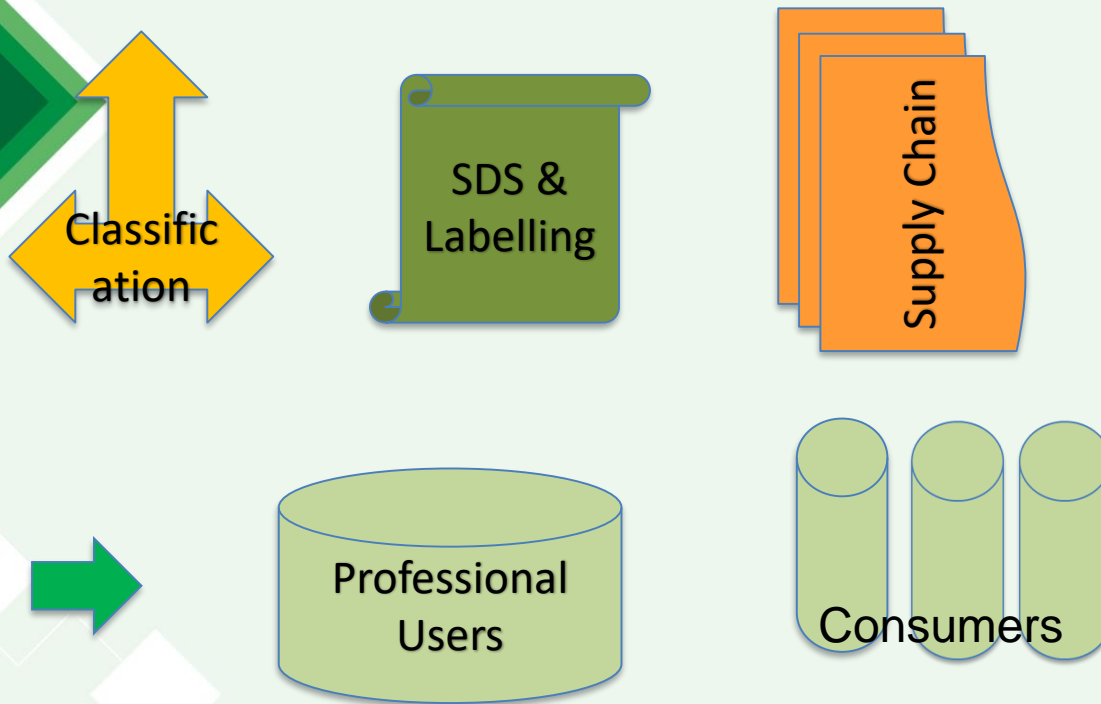 Classific
ation
SDS &
Labelling
Supply Chain
Professional
Users
Consumers